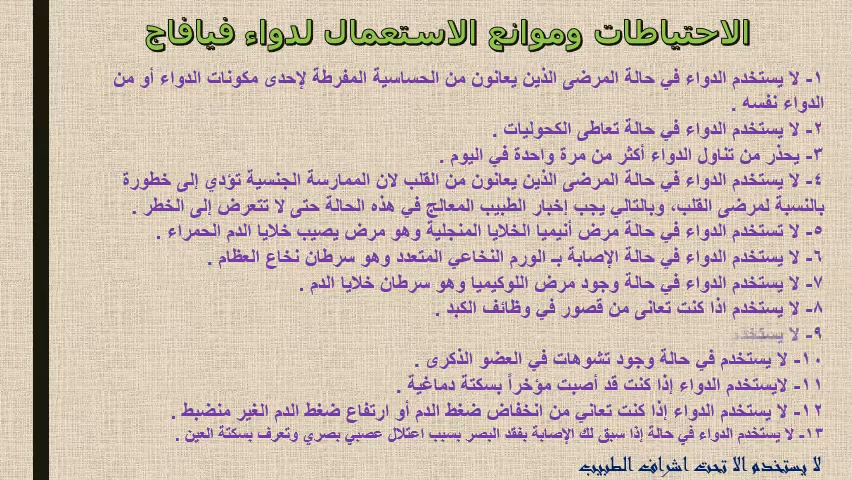 الاحتياطات وموانع الاستعمال لدواء فيافاج
١- لا يستخدم الدواء في حالة المرضى الذين يعانون من الحساسية المفرطة لإحدى مكونات الدواء أو من
الدواء نفسه .
٢- لا يستخدم الدواء في حالة تعاطى الكحوليات .
٣- يحذر من تناول الدواء أكثر من مرة واحدة في اليوم .
٤- لا يستخدم الدواء في حالة المرضى الذين يعانون من القلب لان الممارسة الجنسية تؤدي إلى خطورة
بالنسبة لمرضى القلب، وبالتالي يجب إخبار الطبيب المعالج في هذه الحالة حتى لا تتعرض إلى الخطر .
٥- لا تستخدم الدواء في حالة مرض أنيميا الخلايا المنجلية وهو مرض يصيب خلايا الدم الحمراء .
٦- لا يستخدم الدواء في حالة الإصابة بـ الورم النخاعي المتعدد وهو سرطان نخاع العظام .
٧- لا يستخدم الدواء في حالة وجود مرض اللوكيميا وهو سرطان خلايا الدم .
٨- لا يستخدم اذا كنت تعانى من قصور في وظائف الكبد .
٩- لا يستخدم
١٠- لا يستخدم في حالة وجود تشوهات في العضو الذكرى .
١١- لايستخدم الدواء إذا كنت قد أصبت مؤخراً بسكتة دماغية .
١٢- لا يستخدم الدواء إذا كنت تعاني من انخفاض ضغط الدم أو ارتفاع ضغط الدم الغير منضبط .
١٣- لا يستخدم الدواء في حالة إذا سبق لك الإصابة بفقد البصر بسبب اعتلال عصبي بصري وتعرف بسكتة العين .
لا يستخدم الا تحت اشراف الطبيب